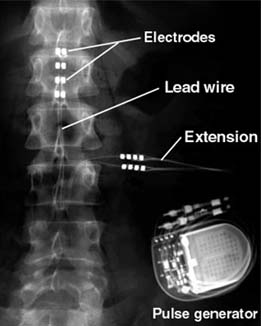 Electrodes
Lead wire
Extension
Pulse generator